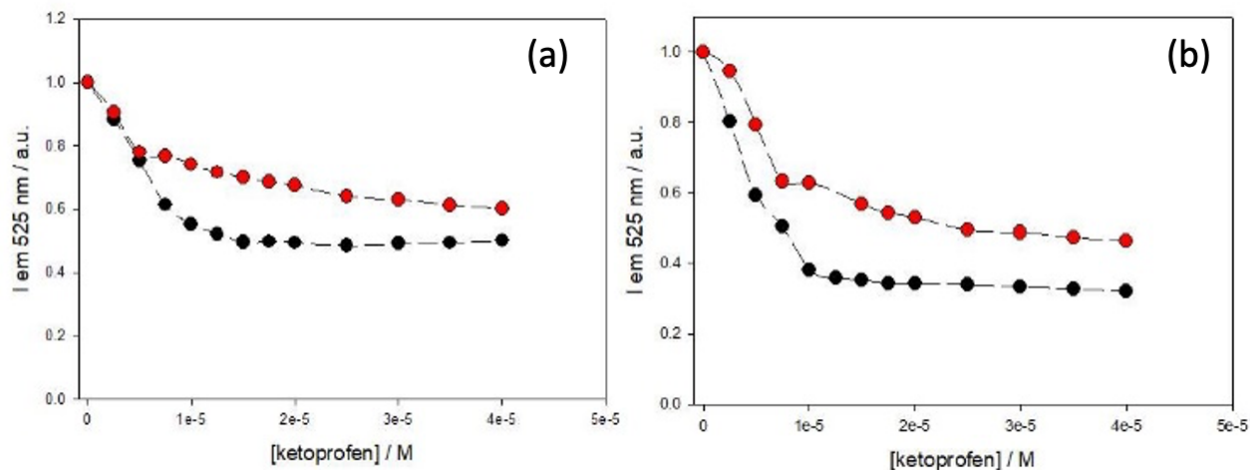 (a)
1.2
1.0
0.8
0.6
0.4
0.2
0.0
I em 525 nm / a.u.
0
1e-5
2e-5
3e-5
4e-5
5e-5
[ketoprofen] / M
(b)
1.0
0.8
0.6
0.4
0.2
0.0
I em 525 nm / a.u.
0
1e-5
2e-5
3e-5
4e-5
5e-5
[ketoprofen] / M